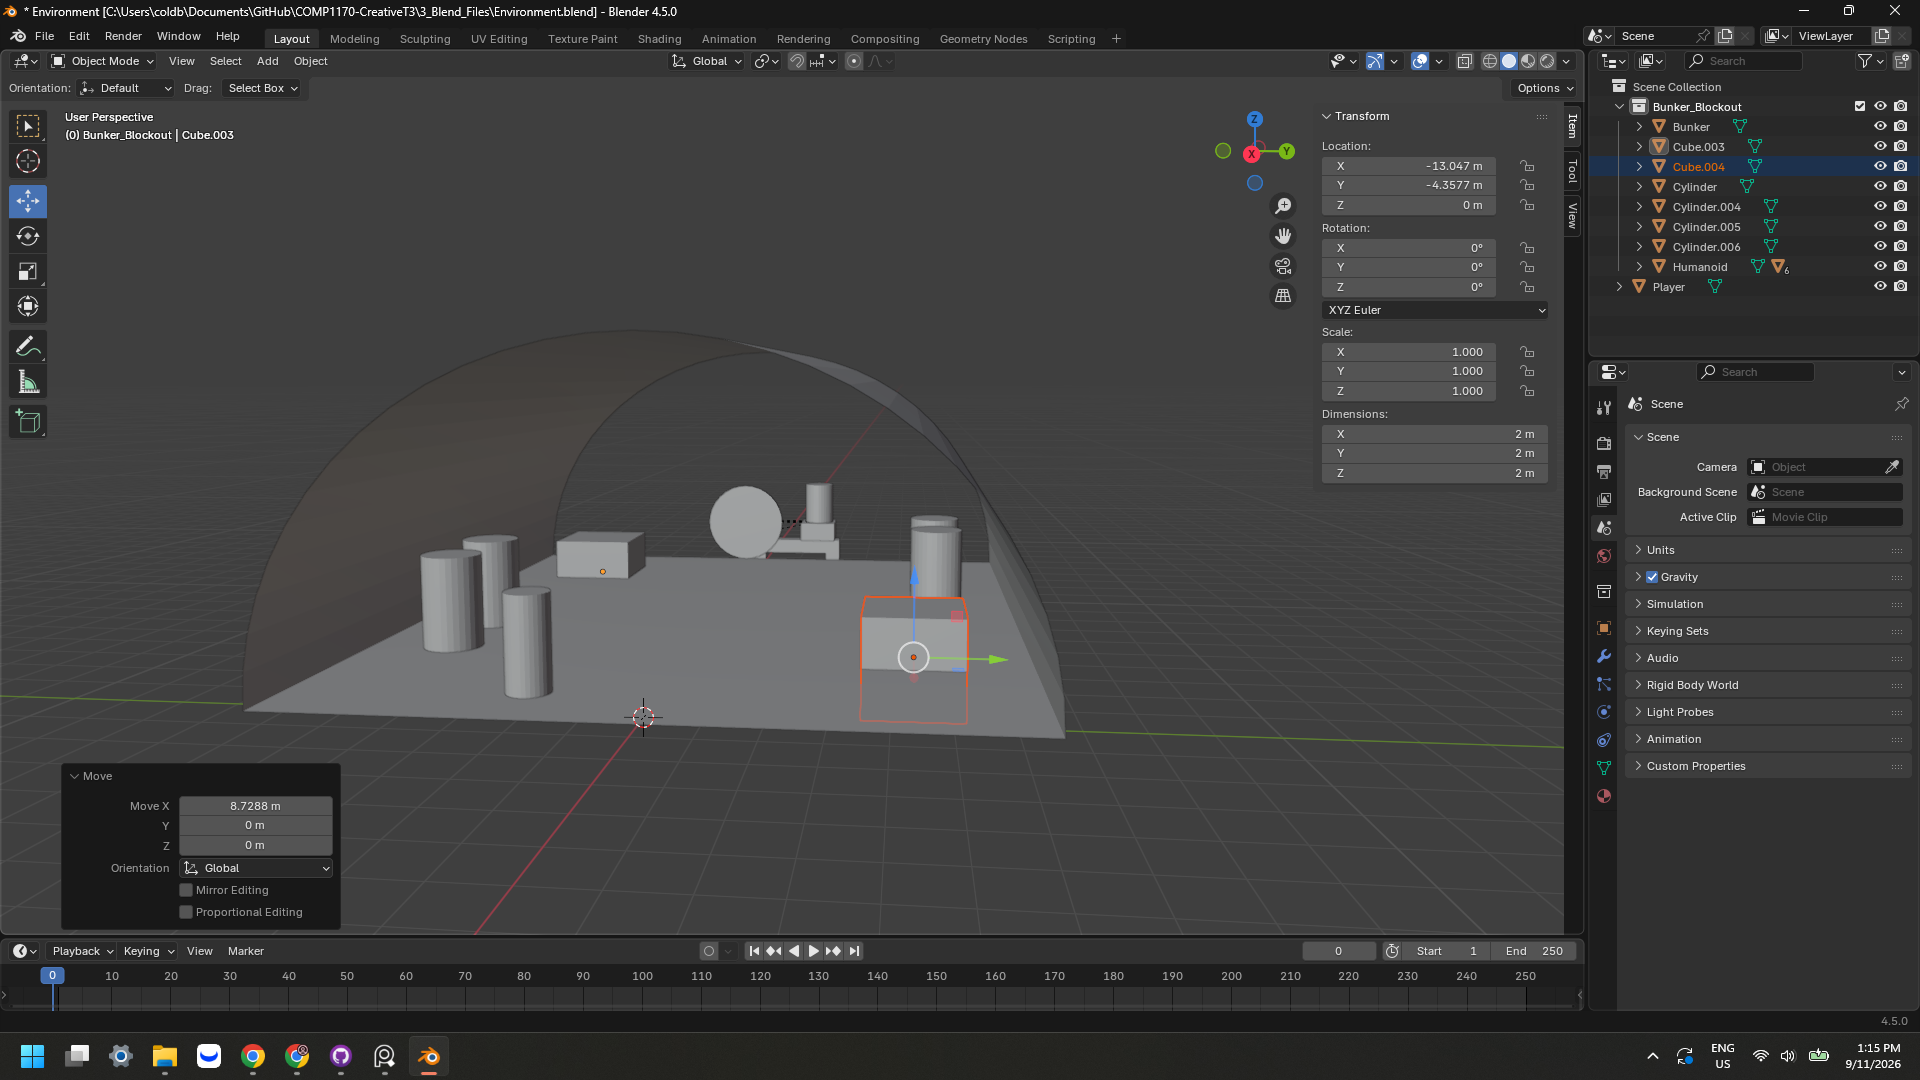 * Environment [C:\Users\coldb\Documents\GitHub\COMP1170-CreativeT3\3_Blend_Files\Environment.blend] - Blender 4.5.0
File Edit Render Window Help
Layout Modeling Sculpting UV Editing Texture Paint Shading Animation Rendering Compositing Geometry Nodes Scripting +
Scene
ViewLayer
Object Mode View Select Add Object
Global
Search
Orientation: Default Drag: Select Box
Options
User Perspective
(0) Bunker_Blockout | Cube.003
Z
Y
X
Transform
Location:
X -13.047 m
Y -4.3577 m
Z 0 m
Rotation:
X 0°
Y 0°
Z 0°
XYZ Euler
Scale:
X 1.000
Y 1.000
Z 1.000
Dimensions:
X 2 m
Y 2 m
Z 2 m
Item
Tool
View
Scene Collection
Bunker_Blockout
Bunker
Cube.003
Cube.004
Cylinder
Cylinder.004
Cylinder.005
Cylinder.006
Humanoid 6
Player
Search
Scene
Scene
Camera Object
Background Scene Scene
Active Clip Movie Clip
Units
Gravity
Simulation
Keying Sets
Audio
Rigid Body World
Light Probes
Animation
Custom Properties
Move
Move X 8.7288 m
Y 0 m
Z 0 m
Orientation Global
Mirror Editing
Proportional Editing
Playback Keying View Marker
0 Start 1 End 250
0 10 20 30 40 50 60 70 80 90 100 110 120 130 140 150 160 170 180 190 200 210 220 230 240 250
4.5.0
ENG
US
1:15 PM
9/11/2026